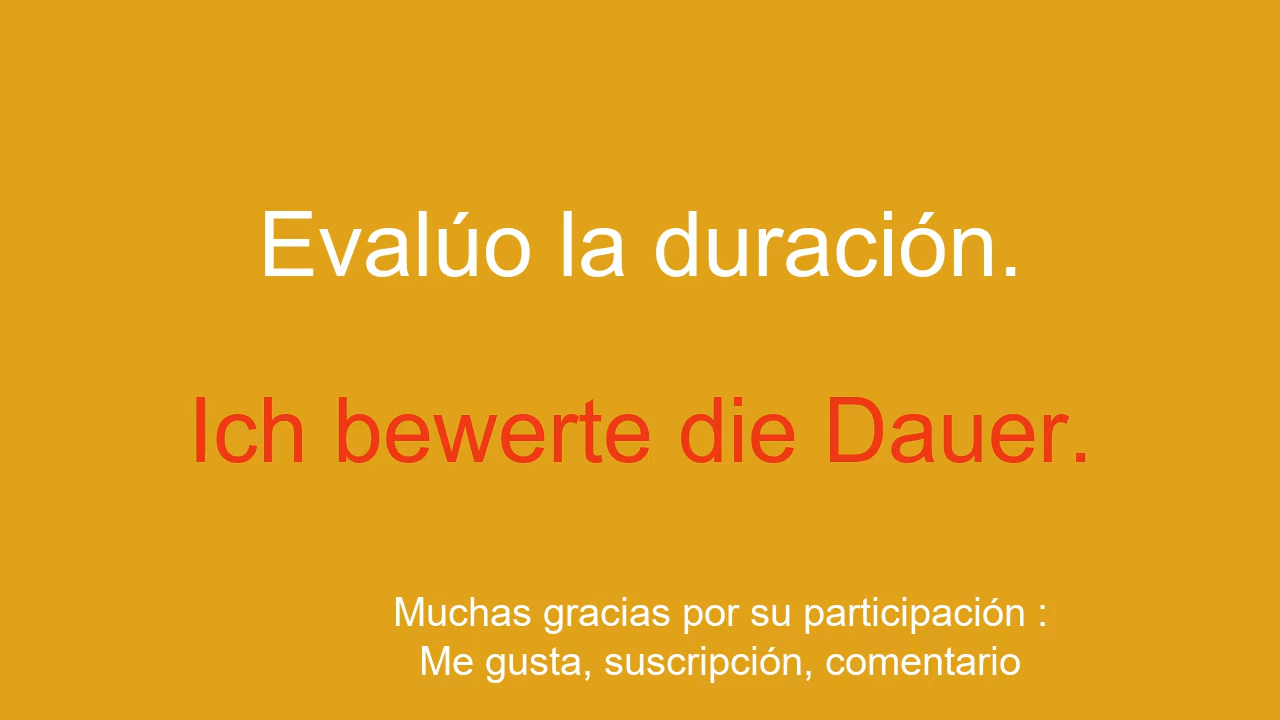 Evalúo la duración.
Ich bewerte die Dauer.
Muchas gracias por su participación :
Me gusta, suscripción, comentario